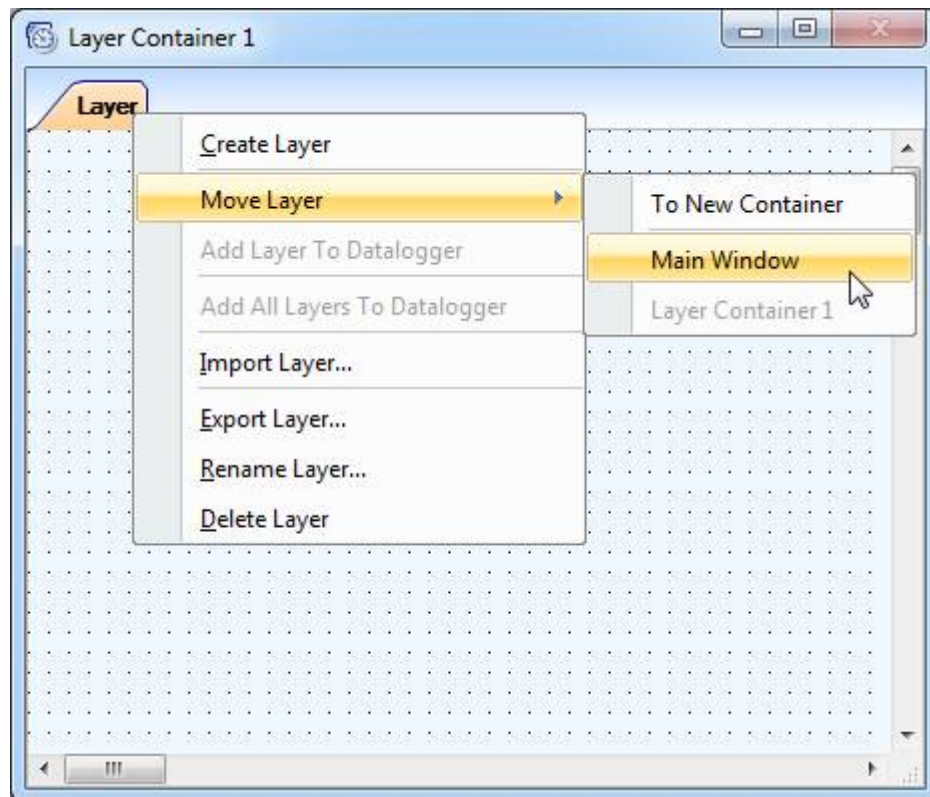 Layer Container 1
Layer
Create Layer
Move Layer
Add Layer To Datalogger
Add All Layers To Datalogger
Import Layer...
Export Layer...
Rename Layer...
Delete Layer
To New Container
Main Window
Layer Container 1